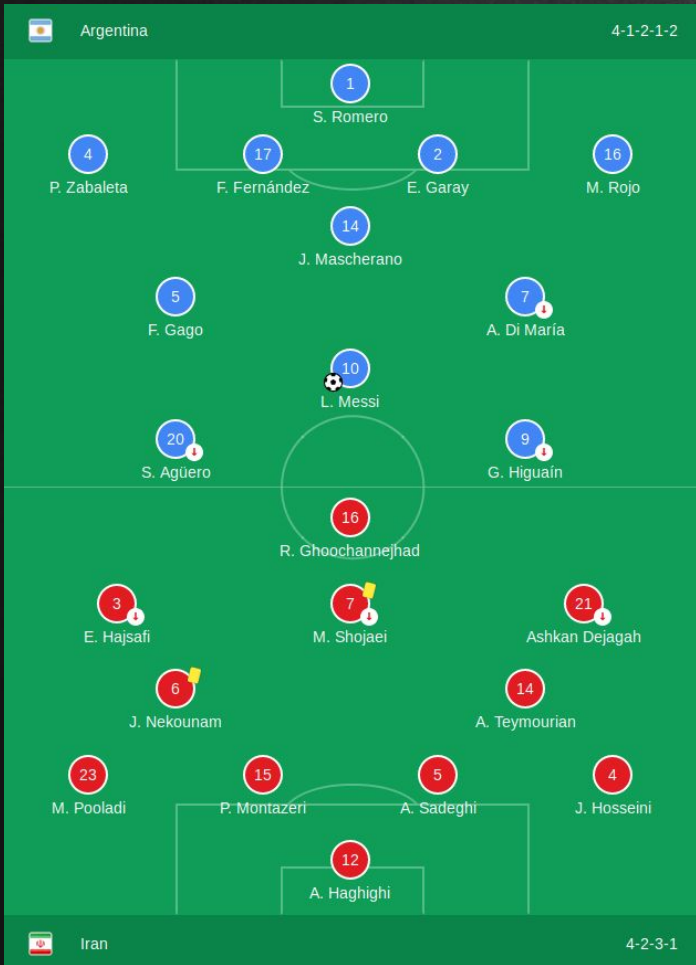 Argentina 4-1-2-1-2
1
S. Romero
4 17 2 16
P. Zabaleta F. Fernández E. Garay M. Rojo
14
J. Mascherano
5 7
F. Gago A. Di María
10
L. Messi
20 9
S. Agüero G. Higuaín
16
R. Ghoochannejhad
3 7 21
E. Hajsafi M. Shojaei Ashkan Dejagah
6 14
J. Nekounam A. Teymourian
23 15 5 4
M. Pooladi P. Montazeri A. Sadeghi J. Hosseini
12
A. Haghighi
Iran 4-2-3-1